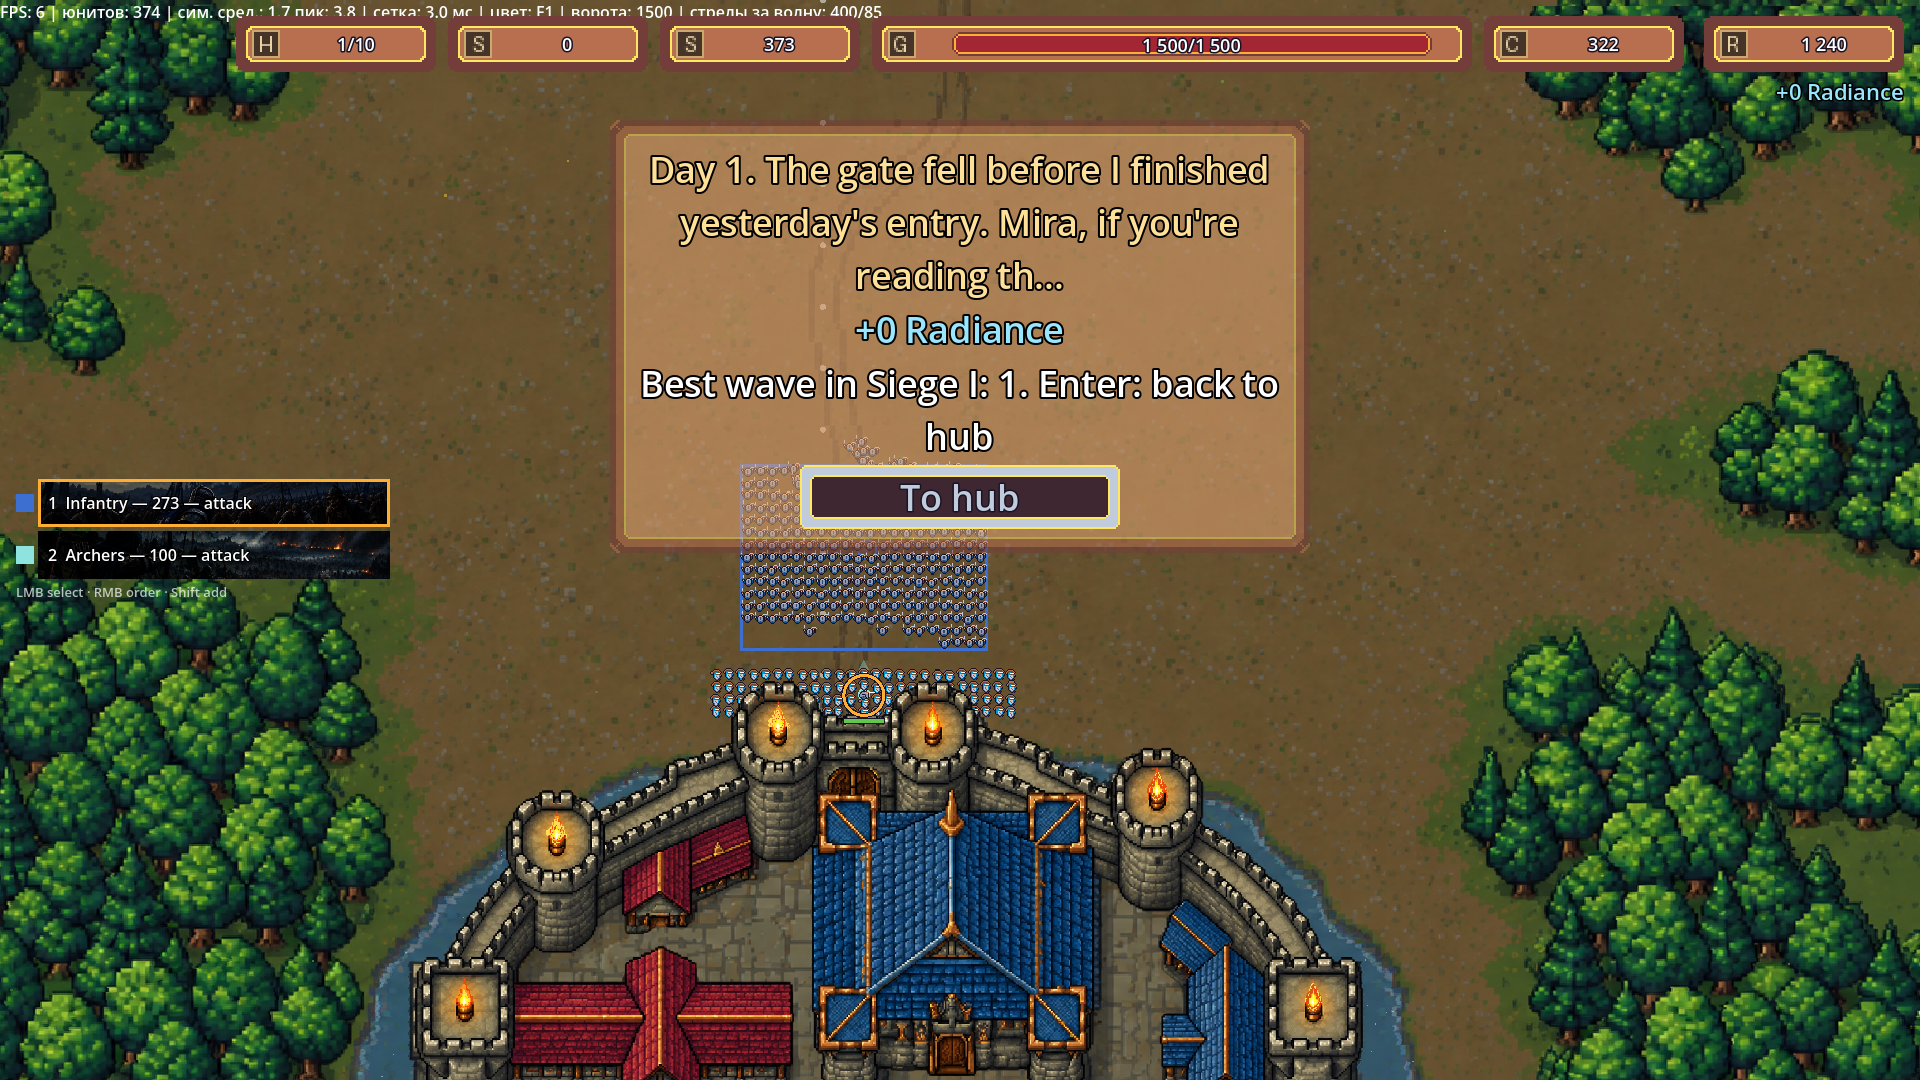 FPS: 6 | юнитов: 374 | сим. сред.: 1.7 пик: 3.8 | сетка: 3.0 мс | цвет: F1 | ворота: 1500 | стрелы за волну: 400/85
H 1/10
S 0
S 373
G 1 500/1 500
C 322
R 1 240
+0 Radiance
Day 1. The gate fell before I finished
yesterday's entry. Mira, if you're
reading th...
+0 Radiance
Best wave in Siege I: 1. Enter: back to
hub
To hub
1 Infantry — 273 — attack
2 Archers — 100 — attack
LMB select · RMB order · Shift add